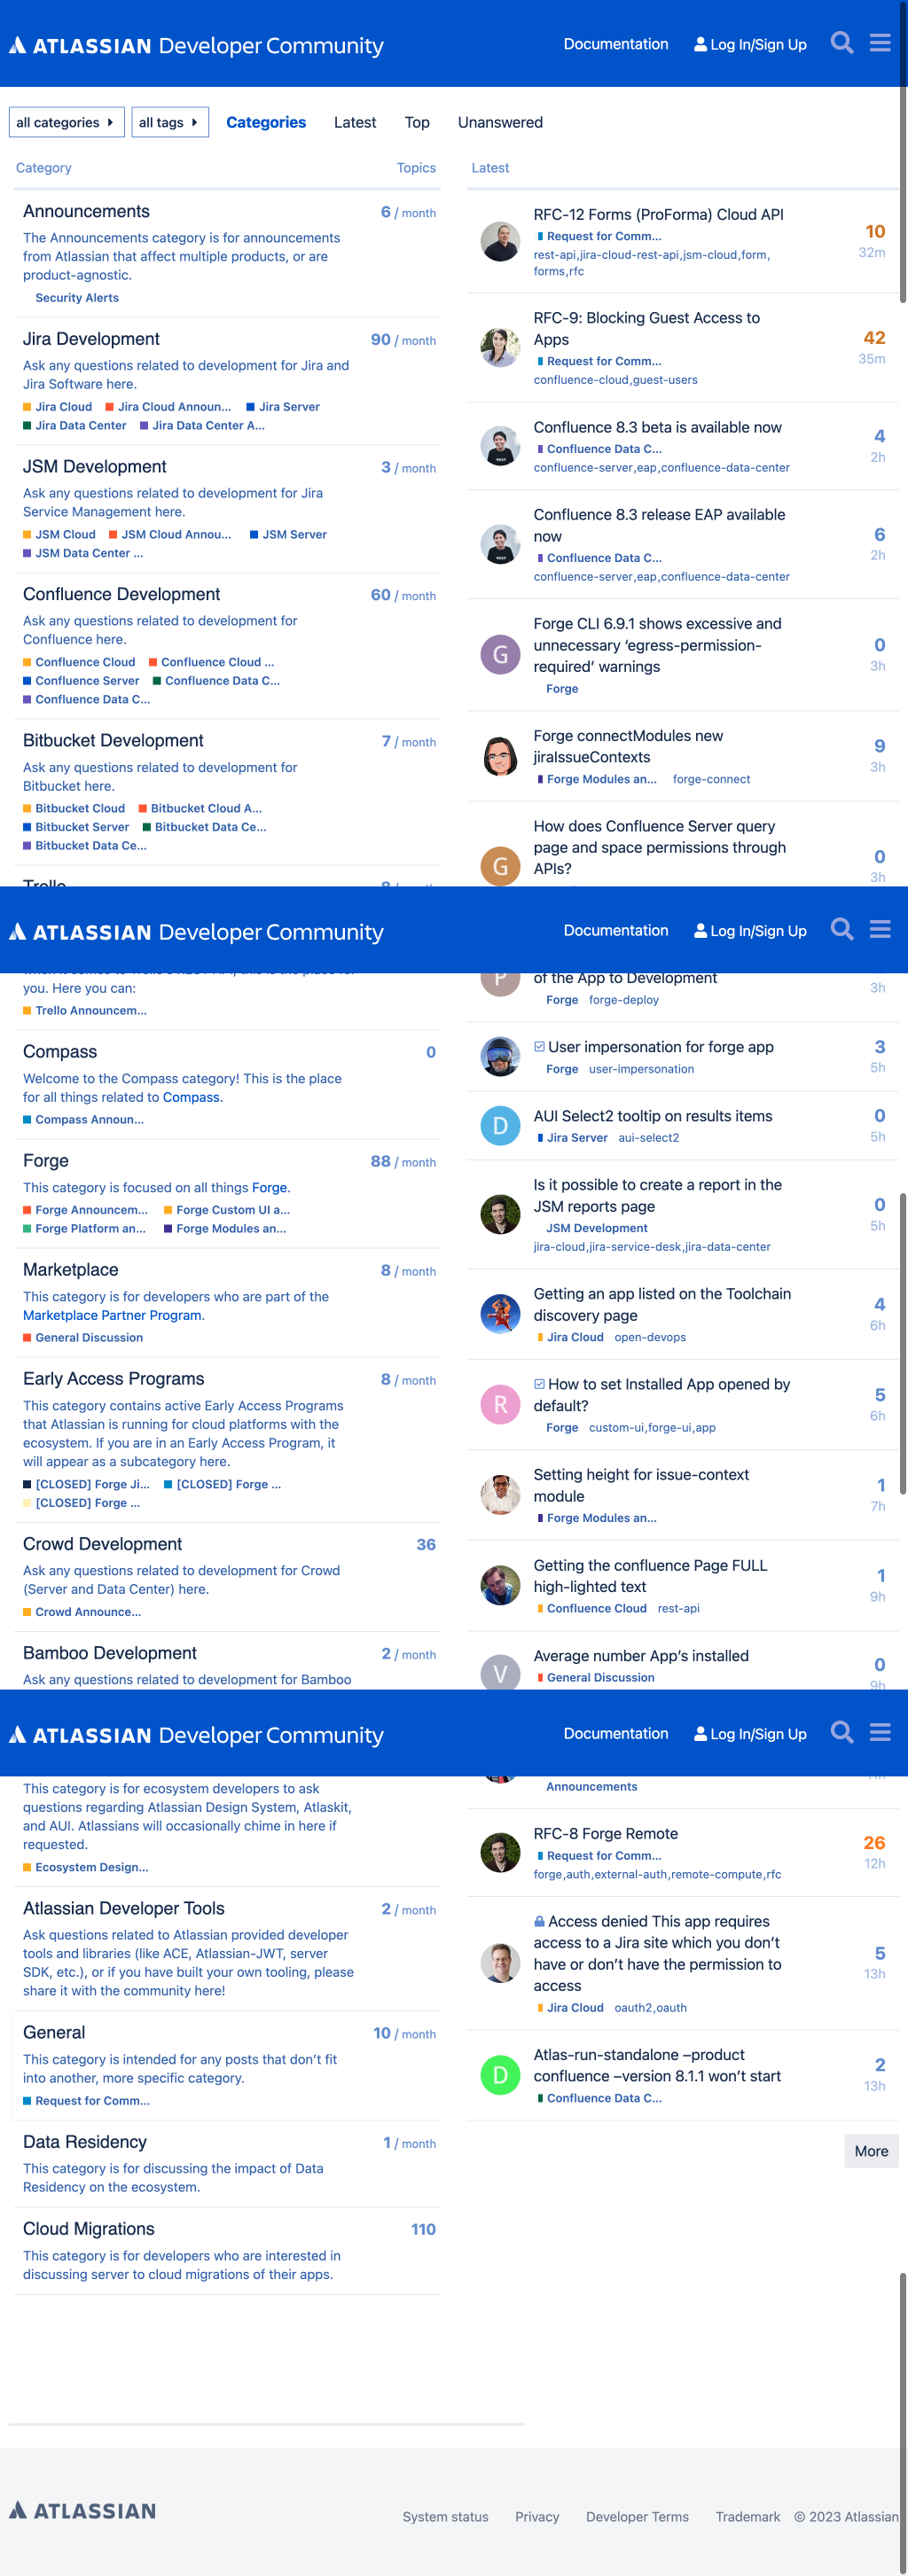 ATLASSIAN Developer Community
Documentation
Log In/Sign Up
all categories
all tags
Categories
Latest
Top
Unanswered
Category
Topics
Announcements
6 / month
The Announcements category is for announcements
from Atlassian that affect multiple products, or are
product-agnostic.
Security Alerts
Jira Development
90 / month
Ask any questions related to development for Jira and
Jira Software here.
Jira Cloud
Jira Cloud Announ...
Jira Server
Jira Data Center
Jira Data Center A...
JSM Development
3 / month
Ask any questions related to development for Jira
Service Management here.
JSM Cloud
JSM Cloud Annou...
JSM Server
JSM Data Center ...
Confluence Development
60 / month
Ask any questions related to development for
Confluence here.
Confluence Cloud
Confluence Cloud ...
Confluence Server
Confluence Data C...
Confluence Data C...
Bitbucket Development
7 / month
Ask any questions related to development for
Bitbucket here.
Bitbucket Cloud
Bitbucket Cloud A...
Bitbucket Server
Bitbucket Data Ce...
Bitbucket Data Ce...
Trello
Latest
RFC-12 Forms (ProForma) Cloud API
10
Request for Comm...
32m
rest-api,jira-cloud-rest-api,jsm-cloud,form,
forms,rfc
RFC-9: Blocking Guest Access to
Apps
42
Request for Comm...
35m
confluence-cloud,guest-users
Confluence 8.3 beta is available now
4
Confluence Data C...
2h
confluence-server,eap,confluence-data-center
Confluence 8.3 release EAP available
now
6
Confluence Data C...
2h
confluence-server,eap,confluence-data-center
G
Forge CLI 6.9.1 shows excessive and
unnecessary ‘egress-permission-
required’ warnings
0
3h
Forge
Forge connectModules new
jiraIssueContexts
9
3h
Forge Modules an...
forge-connect
G
How does Confluence Server query
page and space permissions through
APIs?
0
3h
ATLASSIAN Developer Community
Documentation
Log In/Sign Up
you. Here you can:
Trello Announcem...
Compass
0
Welcome to the Compass category! This is the place
for all things related to Compass.
Compass Announ...
Forge
88 / month
This category is focused on all things Forge.
Forge Announcem...
Forge Custom UI a...
Forge Platform an...
Forge Modules an...
Marketplace
8 / month
This category is for developers who are part of the
Marketplace Partner Program.
General Discussion
Early Access Programs
8 / month
This category contains active Early Access Programs
that Atlassian is running for cloud platforms with the
ecosystem. If you are in an Early Access Program, it
will appear as a subcategory here.
[CLOSED] Forge Ji...
[CLOSED] Forge ...
[CLOSED] Forge ...
Crowd Development
36
Ask any questions related to development for Crowd
(Server and Data Center) here.
Crowd Announce...
Bamboo Development
2 / month
Ask any questions related to development for Bamboo
P
of the App to Development
3h
Forge
forge-deploy
User impersonation for forge app
3
Forge
user-impersonation
5h
D
AUI Select2 tooltip on results items
0
Jira Server
aui-select2
5h
Is it possible to create a report in the
JSM reports page
0
JSM Development
5h
jira-cloud,jira-service-desk,jira-data-center
Getting an app listed on the Toolchain
discovery page
4
6h
Jira Cloud
open-devops
R
How to set Installed App opened by
default?
5
6h
Forge
custom-ui,forge-ui,app
Setting height for issue-context
module
1
7h
Forge Modules an...
Getting the confluence Page FULL
high-lighted text
1
9h
Confluence Cloud
rest-api
V
Average number App’s installed
0
General Discussion
9h
ATLASSIAN Developer Community
Documentation
Log In/Sign Up
This category is for ecosystem developers to ask
questions regarding Atlassian Design System, Atlaskit,
and AUI. Atlassians will occasionally chime in here if
requested.
Ecosystem Design...
Atlassian Developer Tools
2 / month
Ask questions related to Atlassian provided developer
tools and libraries (like ACE, Atlassian-JWT, server
SDK, etc.), or if you have built your own tooling, please
share it with the community here!
General
10 / month
This category is intended for any posts that don’t fit
into another, more specific category.
Request for Comm...
Data Residency
1 / month
This category is for discussing the impact of Data
Residency on the ecosystem.
Cloud Migrations
110
This category is for developers who are interested in
discussing server to cloud migrations of their apps.
Announcements
RFC-8 Forge Remote
26
Request for Comm...
12h
forge,auth,external-auth,remote-compute,rfc
Access denied This app requires
access to a Jira site which you don’t
have or don’t have the permission to
access
5
13h
Jira Cloud
oauth2,oauth
D
Atlas-run-standalone –product
confluence –version 8.1.1 won’t start
2
13h
Confluence Data C...
More
ATLASSIAN
System status
Privacy
Developer Terms
Trademark
© 2023 Atlassian